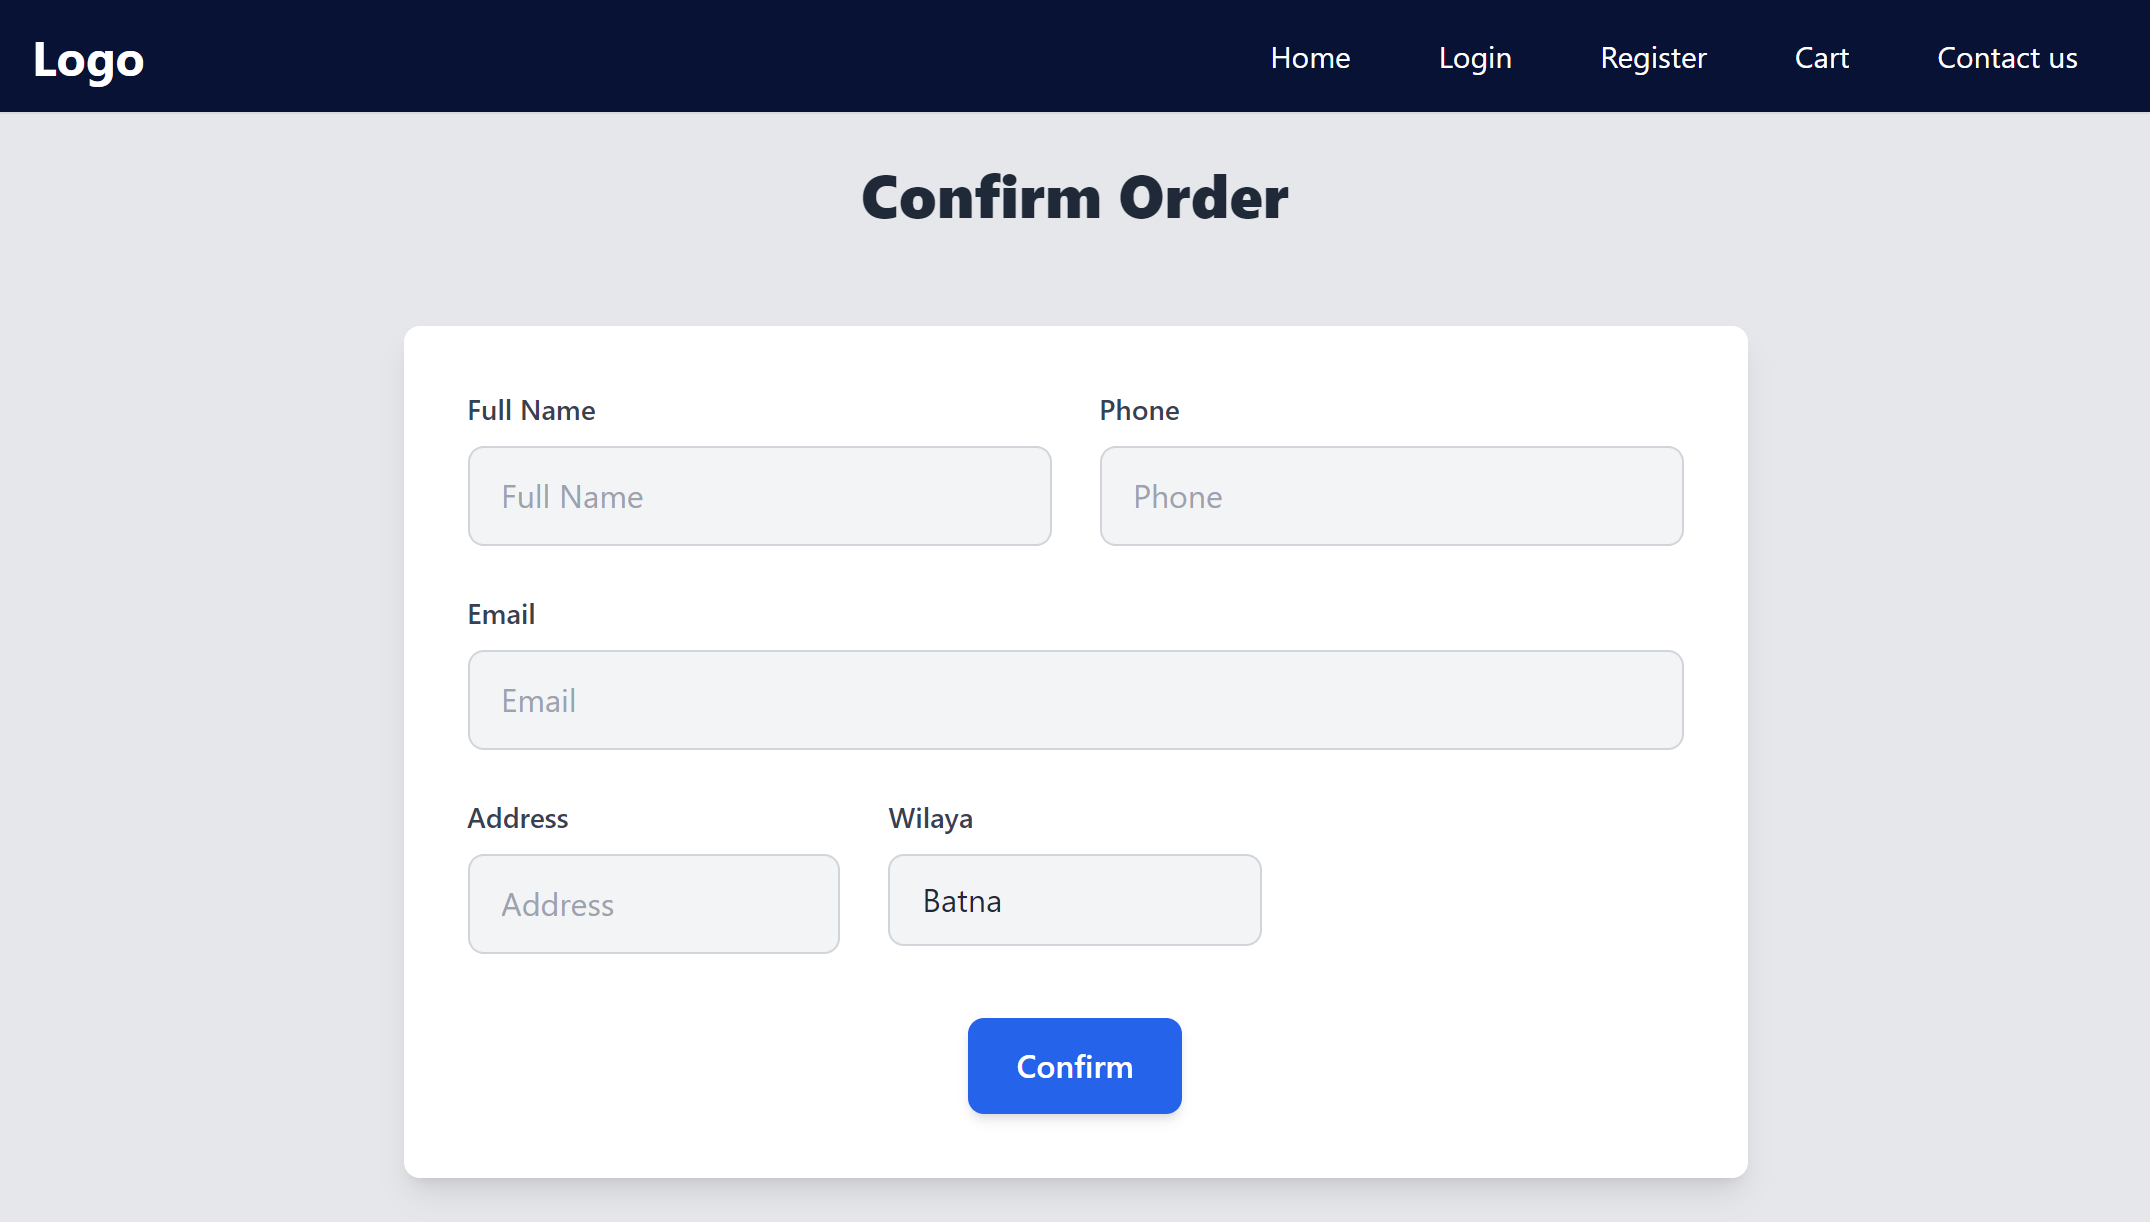 Logo
Home Login Register Cart Contact us
Confirm Order
Full Name Phone
Full Name Phone
Email
Email
Address Wilaya
Address Batna
Confirm